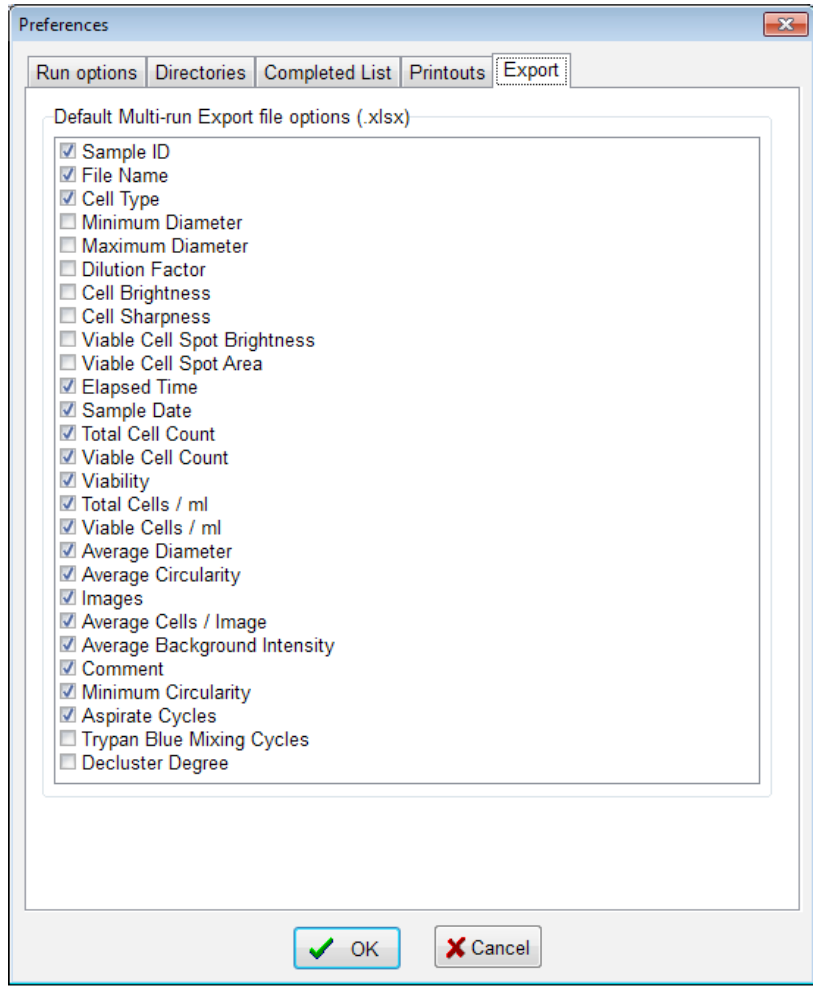 Preferences
Run options Directories Completed List Printouts Export
Default Multi-run Export file options (.xlsx)
Sample ID
File Name
Cell Type
Minimum Diameter
Maximum Diameter
Dilution Factor
Cell Brightness
Cell Sharpness
Viable Cell Spot Brightness
Viable Cell Spot Area
Elapsed Time
Sample Date
Total Cell Count
Viable Cell Count
Viability
Total Cells / ml
Viable Cells / ml
Average Diameter
Average Circularity
Images
Average Cells / Image
Average Background Intensity
Comment
Minimum Circularity
Aspirate Cycles
Trypan Blue Mixing Cycles
Decluster Degree
OK Cancel